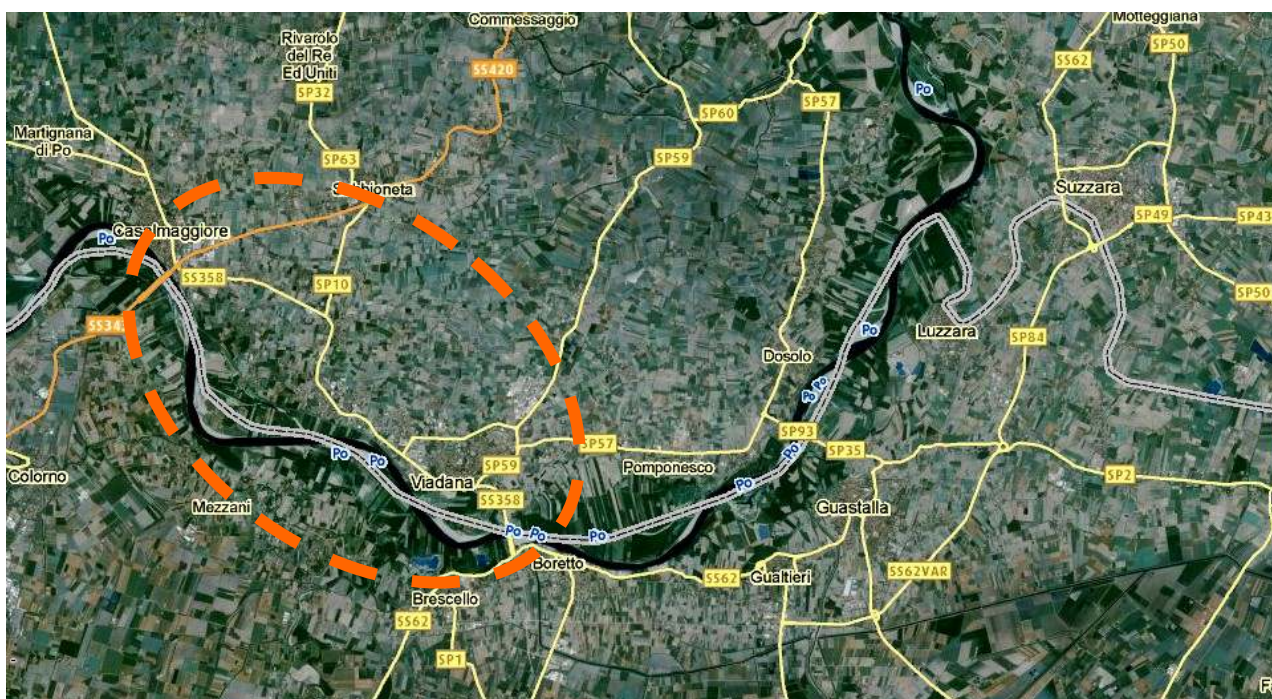 Commessaggio
Motteggiana
Rivarolo
del Re
Ed Uniti
SP50
SS62
SS420
Po
SP32
SP57
SP60
Martignana
di Po
SP63
SP59
Sabbioneta
Suzzara
SP49
SP43
Casalmaggiore
Po
SS358
SP10
SP50
SS343
Luzzara
Po
SP84
Dosolo
Po
Po
SP93
SP57
Po
SP35
Po
Po
SP59
Pomponesco
SP2
Colorno
Viadana
Po
Mezzani
SS358
Guastalla
Po
Po
Po
Boretto
SS62
Gualtieri
SS62VAR
Brescello
SS62
SP1